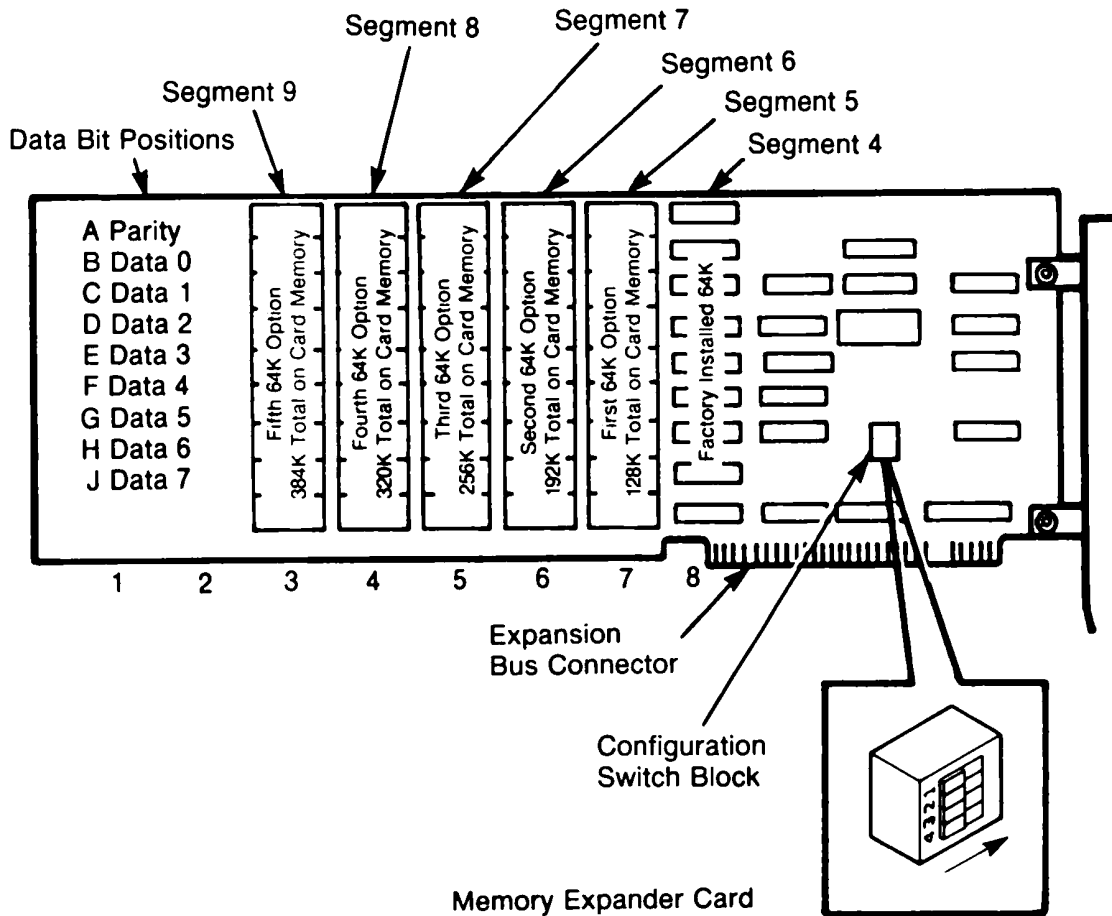 Segment 8
Segment 7
Segment 6
Segment 9
Segment 5
Data Bit Positions
Segment 4
A Parity
B Data 0
C Data 1
D Data 2
E Data 3
F Data 4
G Data 5
H Data 6
J Data 7
Fifth 64K Option
384K Total on Card Memory
Fourth 64K Option
320K Total on Card Memory
Third 64K Option
256K Total on Card Memory
Second 64K Option
192K Total on Card Memory
First 64K Option
128K Total on Card Memory
Factory Installed 64K
1 2 3 4 5 6 7 8
Expansion
Bus Connector
Configuration
Switch Block
4 3 2 1
Memory Expander Card